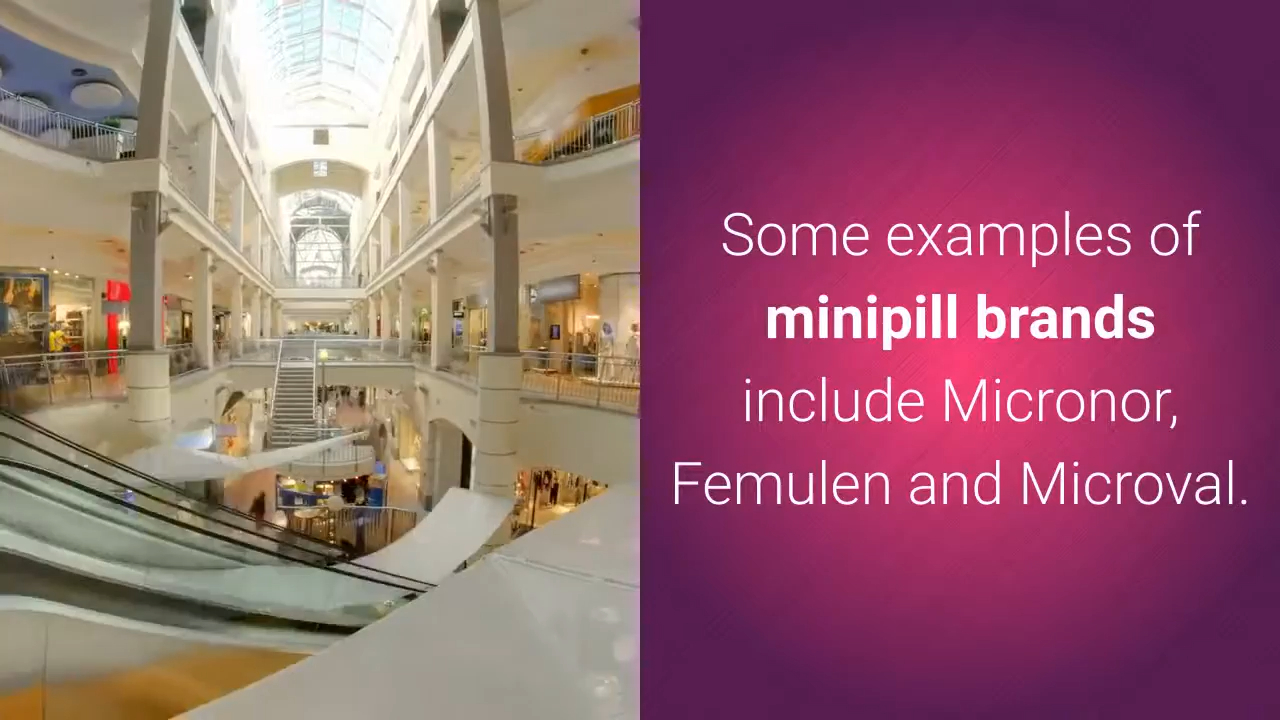 Some examples of
minipill brands
include Micronor,
Femulen and Microval.